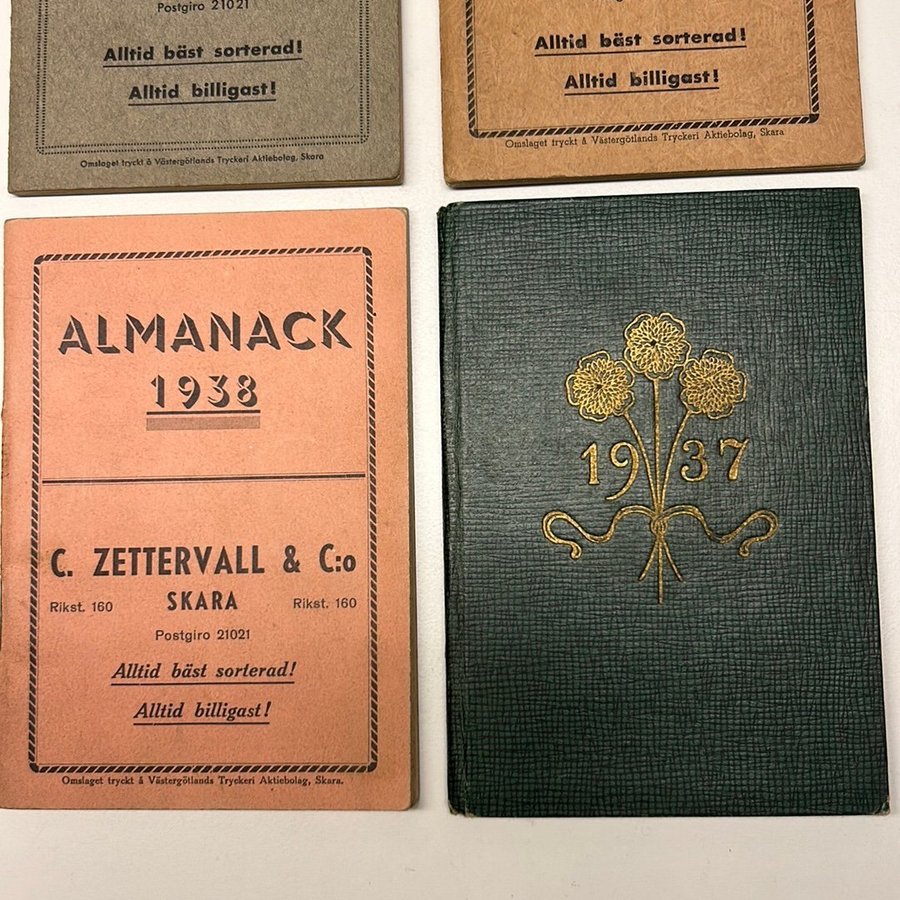 Postgiro 21021
Alltid bäst sorterad!
Alltid billigast!
Omslaget tryckt å Västergötlands Tryckeri Aktiebolag, Skara
Alltid bäst sorterad!
Alltid billigast!
Omslaget tryckt å Västergötlands Tryckeri Aktiebolag, Skara
ALMANACK
1938
C. ZETTERVALL & C:o
Rikst. 160 SKARA Rikst. 160
Postgiro 21021
Alltid bäst sorterad!
Alltid billigast!
Omslaget tryckt å Västergötlands Tryckeri Aktiebolag, Skara.
1937